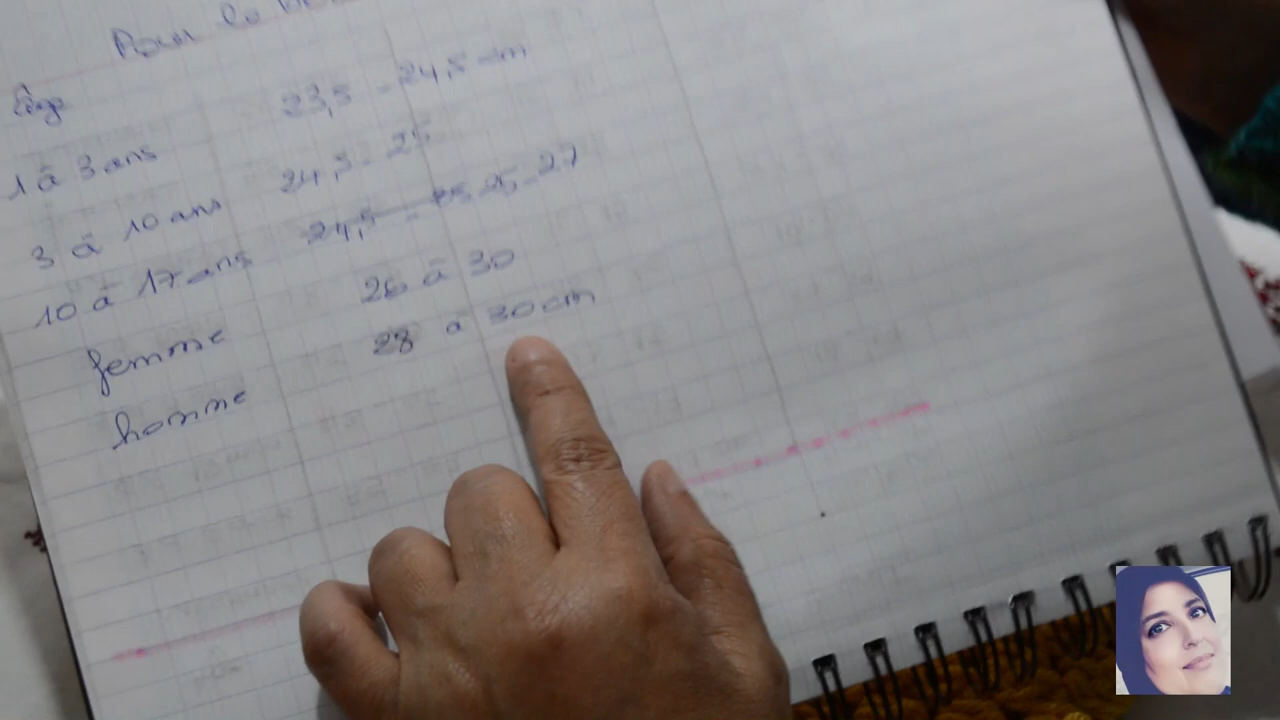 Pour le
âge
1 à 3 ans 23,5 - 24,5 cm
3 à 10 ans 24,5 - 25
10 à 17 ans 24,5 - 25 25 - 27
femme 26 à 30
homme 28 à 30 cm